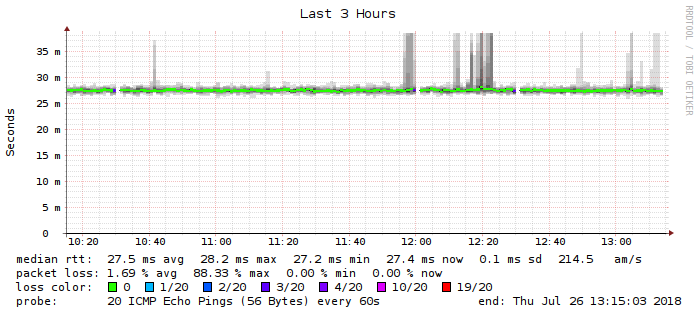 Last 3 Hours
RRDTOOL / TOBI OETIKER
Seconds
35 m
30 m
25 m
20 m
15 m
10 m
5 m
0
10:20 10:40 11:00 11:20 11:40 12:00 12:20 12:40 13:00
median rtt: 27.5 ms avg 28.2 ms max 27.2 ms min 27.4 ms now 0.1 ms sd 214.5 am/s
packet loss: 1.69 % avg 88.33 % max 0.00 % min 0.00 % now
loss color: 0 1/20 2/20 3/20 4/20 10/20 19/20
probe: 20 ICMP Echo Pings (56 Bytes) every 60s end: Thu Jul 26 13:15:03 2018